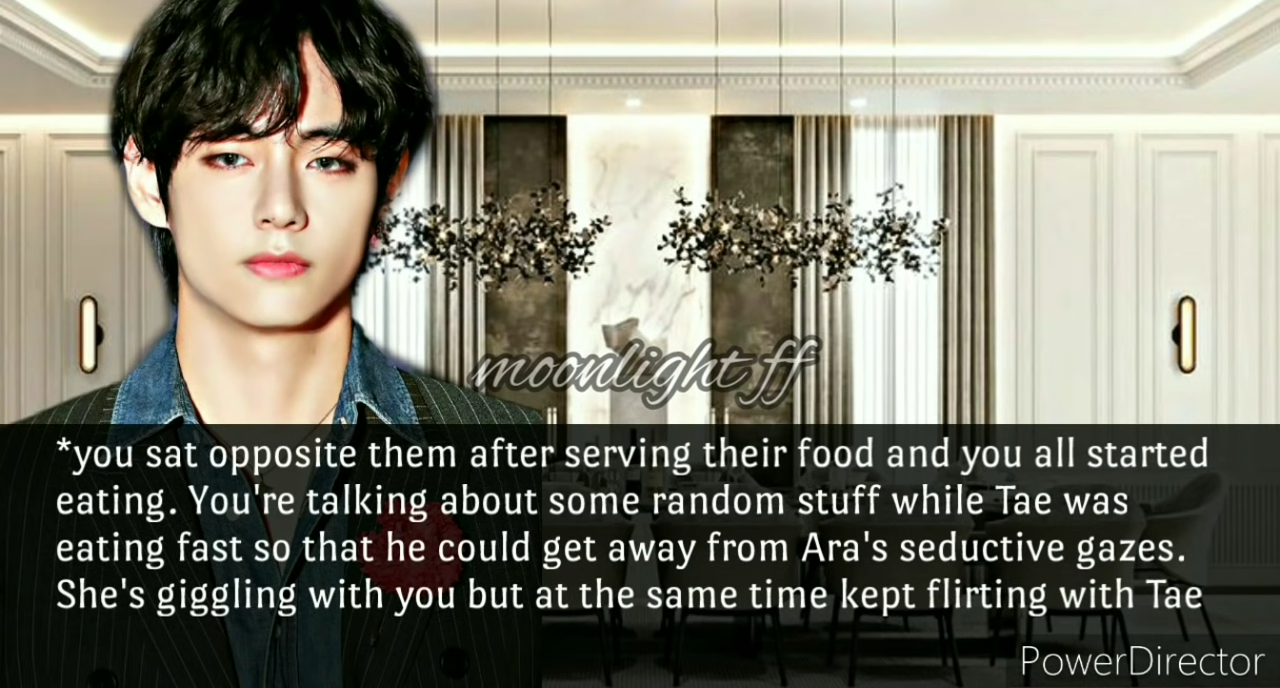 moonlight ff
*you sat opposite them after serving their food and you all started
eating. You're talking about some random stuff while Tae was
eating fast so that he could get away from Ara's seductive gazes.
She's giggling with you but at the same time kept flirting with Tae
PowerDirector